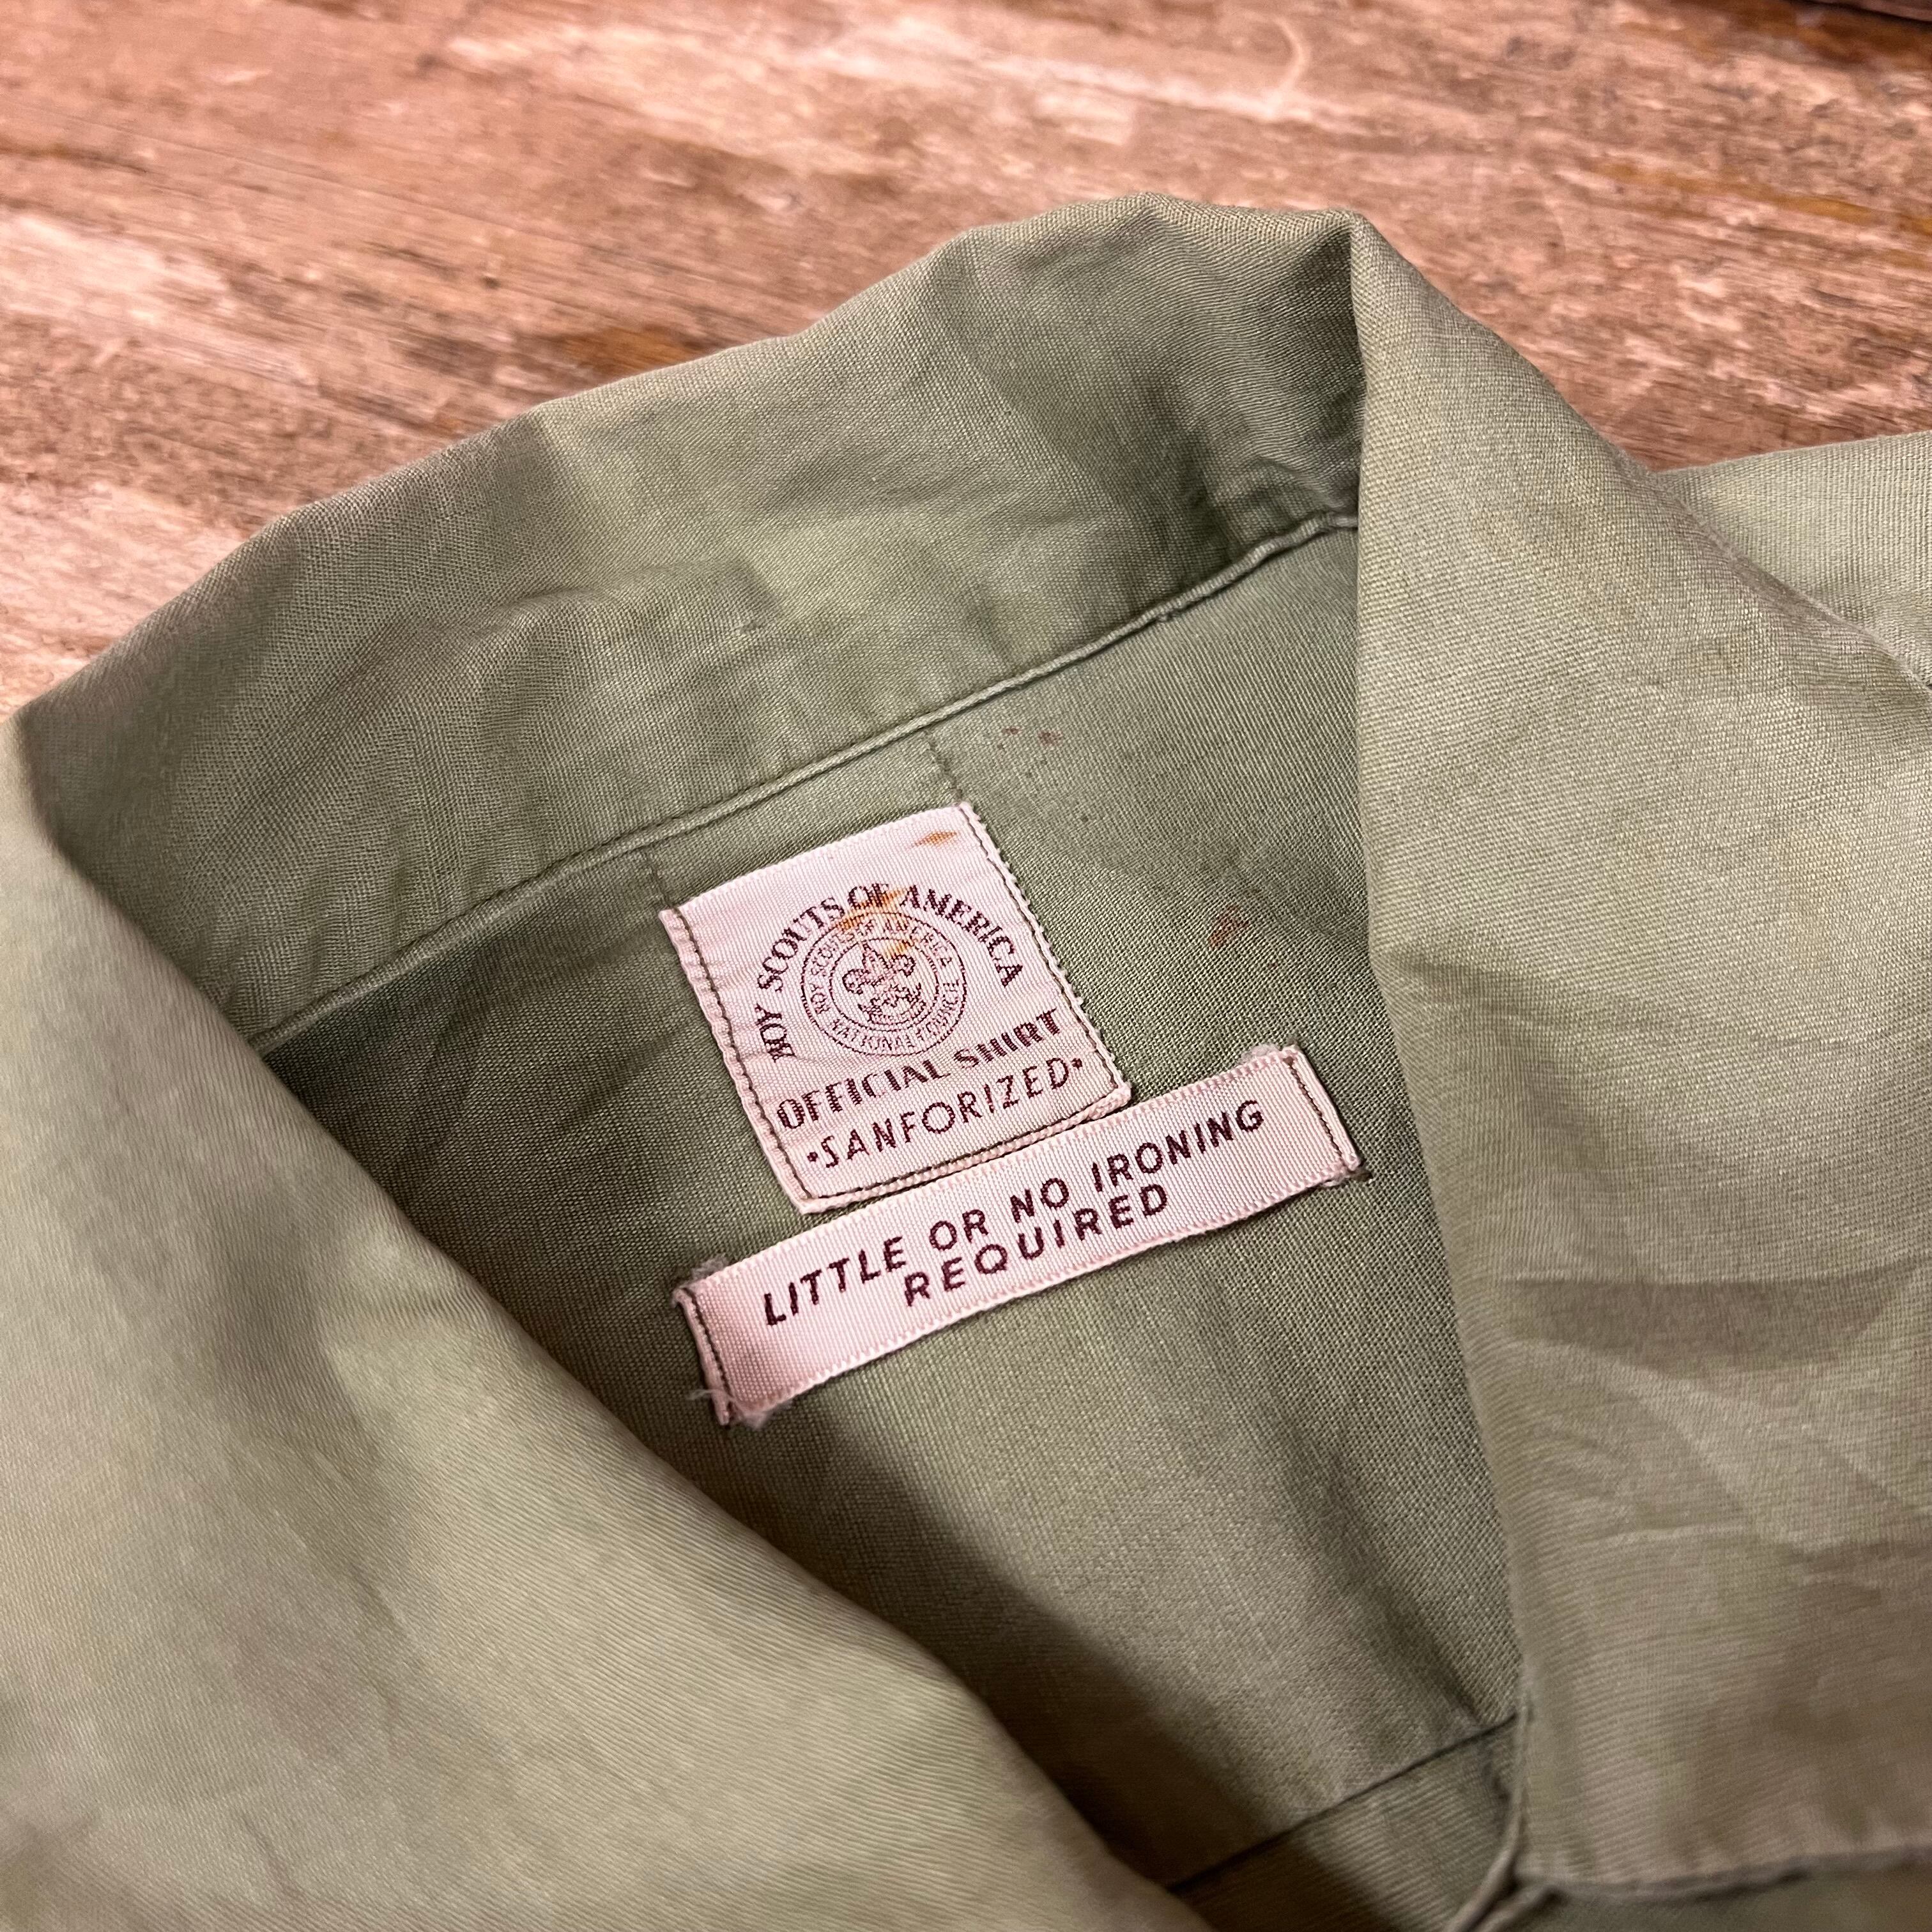 BOY SCOUTS OF AMERICA
BOY SCOUTS OF AMERICA
NATIONAL COUNCIL
OFFICIAL SHIRT
•SANFORIZED•
LITTLE OR NO IRONING
REQUIRED